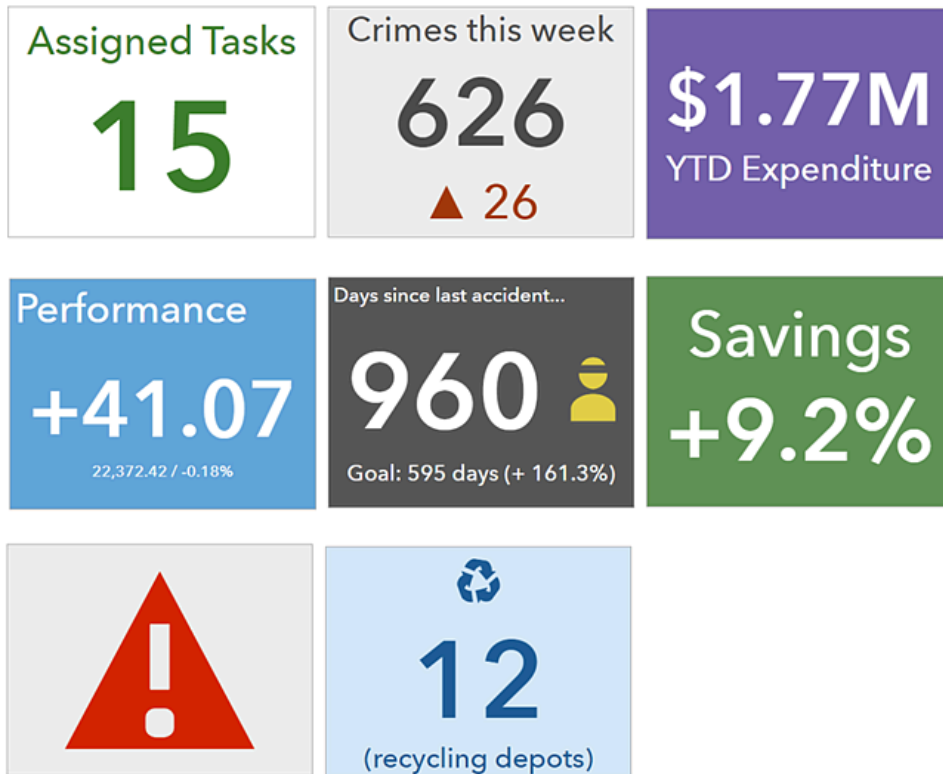 Assigned Tasks
15
Crimes this week
626
▲ 26
$1.77M
YTD Expenditure
Performance
+41.07
22,372.42 / -0.18%
Days since last accident...
960
Goal: 595 days (+ 161.3%)
Savings
+9.2%
!
12
(recycling depots)